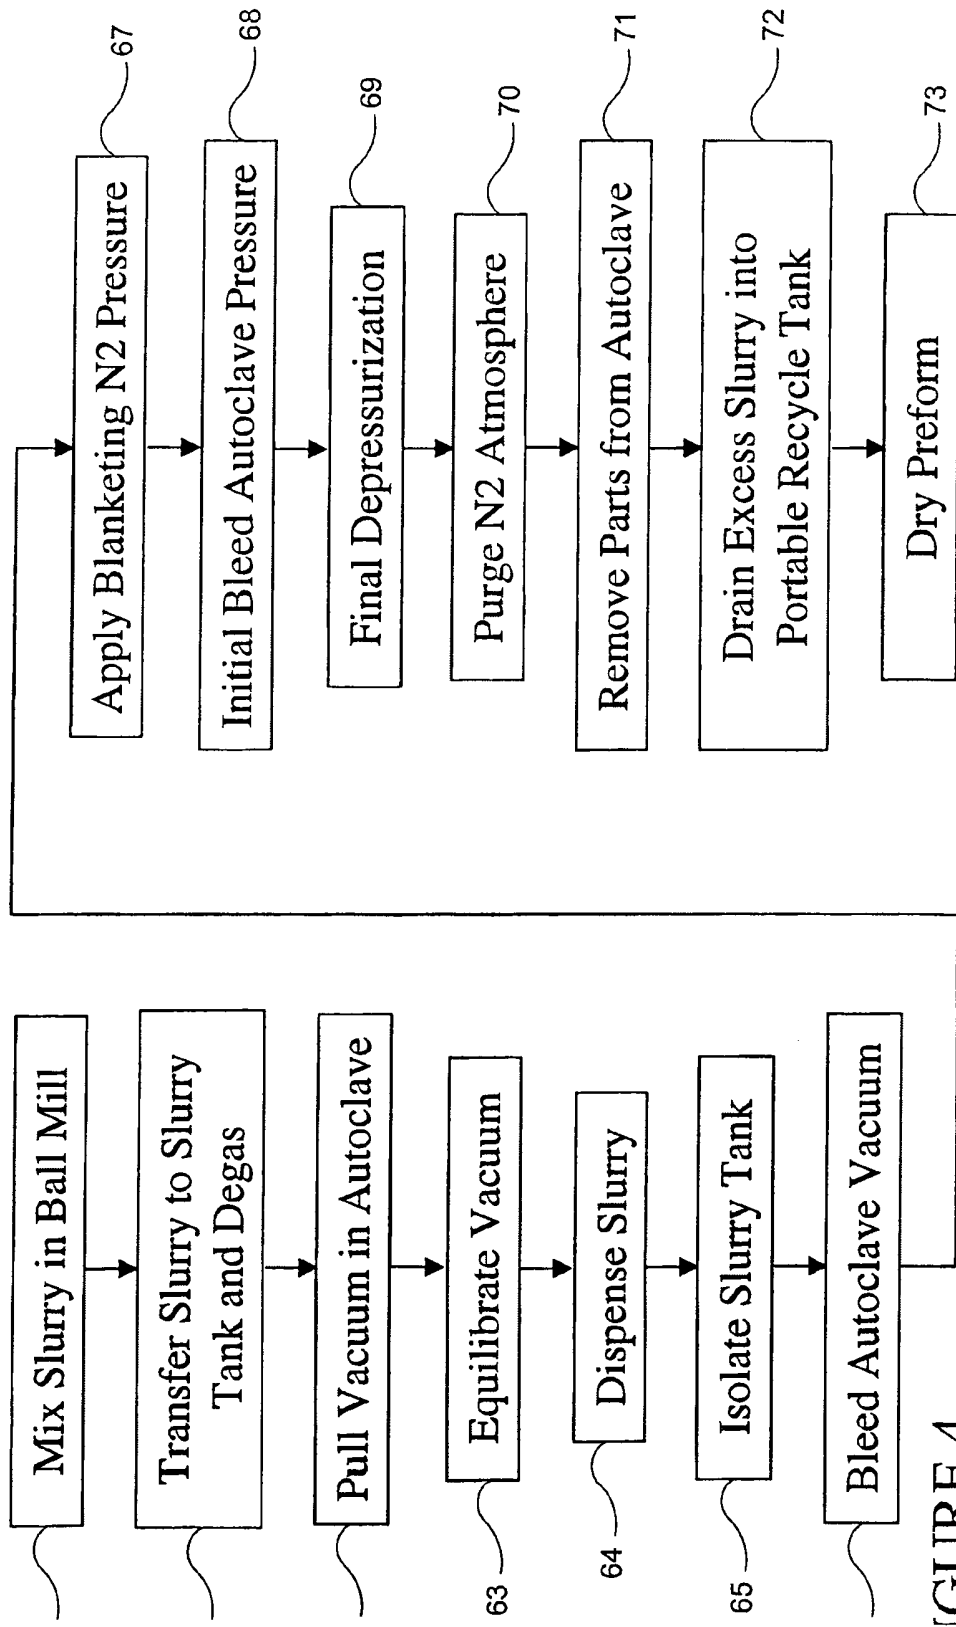 Mix Slurry in Ball Mill
Transfer Slurry to Slurry
Tank and Degas
Pull Vacuum in Autoclave
Equilibrate Vacuum
63
Dispense Slurry
64
Isolate Slurry Tank
65
Bleed Autoclave Vacuum
Apply Blanketing N2 Pressure
67
Initial Bleed Autoclave Pressure
68
Final Depressurization
69
Purge N2 Atmosphere
70
Remove Parts from Autoclave
71
Drain Excess Slurry into
Portable Recycle Tank
72
Dry Preform
73
IGURE 4